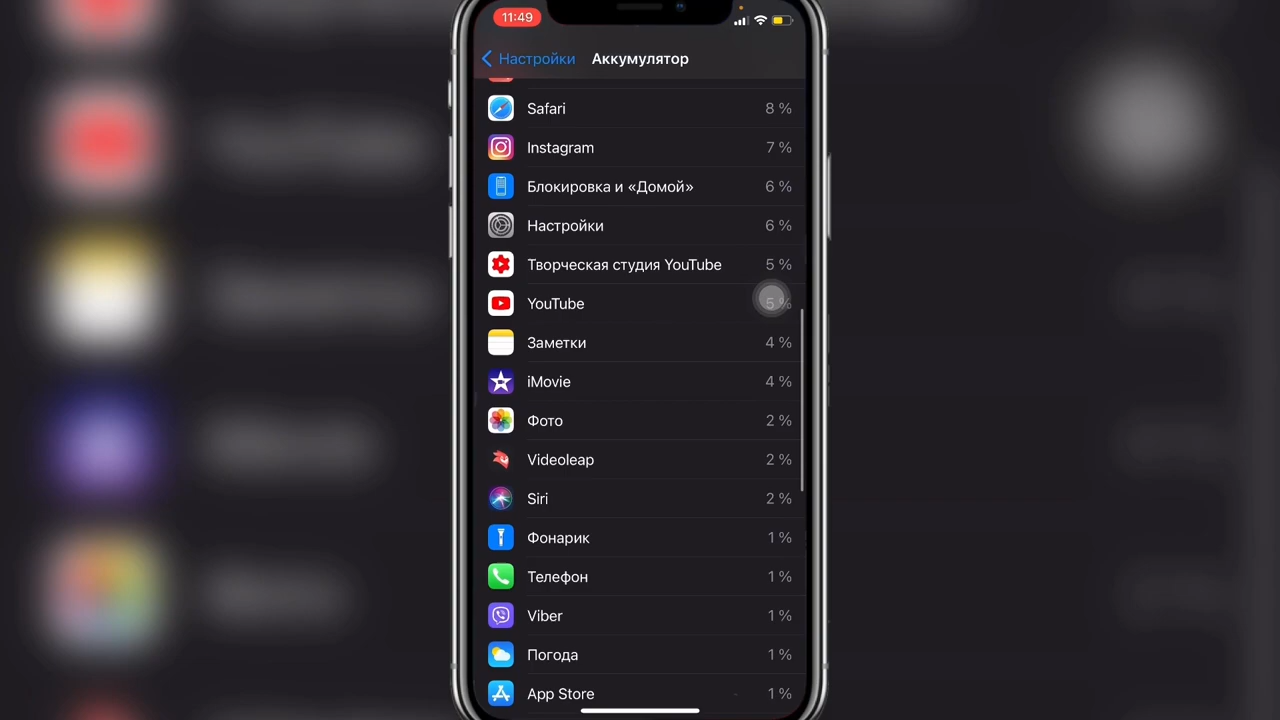 11:49
Настройки Аккумулятор
Safari 8 %
Instagram 7 %
Блокировка и «Домой» 6 %
Настройки 6 %
Творческая студия YouTube 5 %
YouTube 5 %
Заметки 4 %
iMovie 4 %
Фото 2 %
Videoleap 2 %
Siri 2 %
Фонарик 1 %
Телефон 1 %
Viber 1 %
Погода 1 %
App Store 1 %